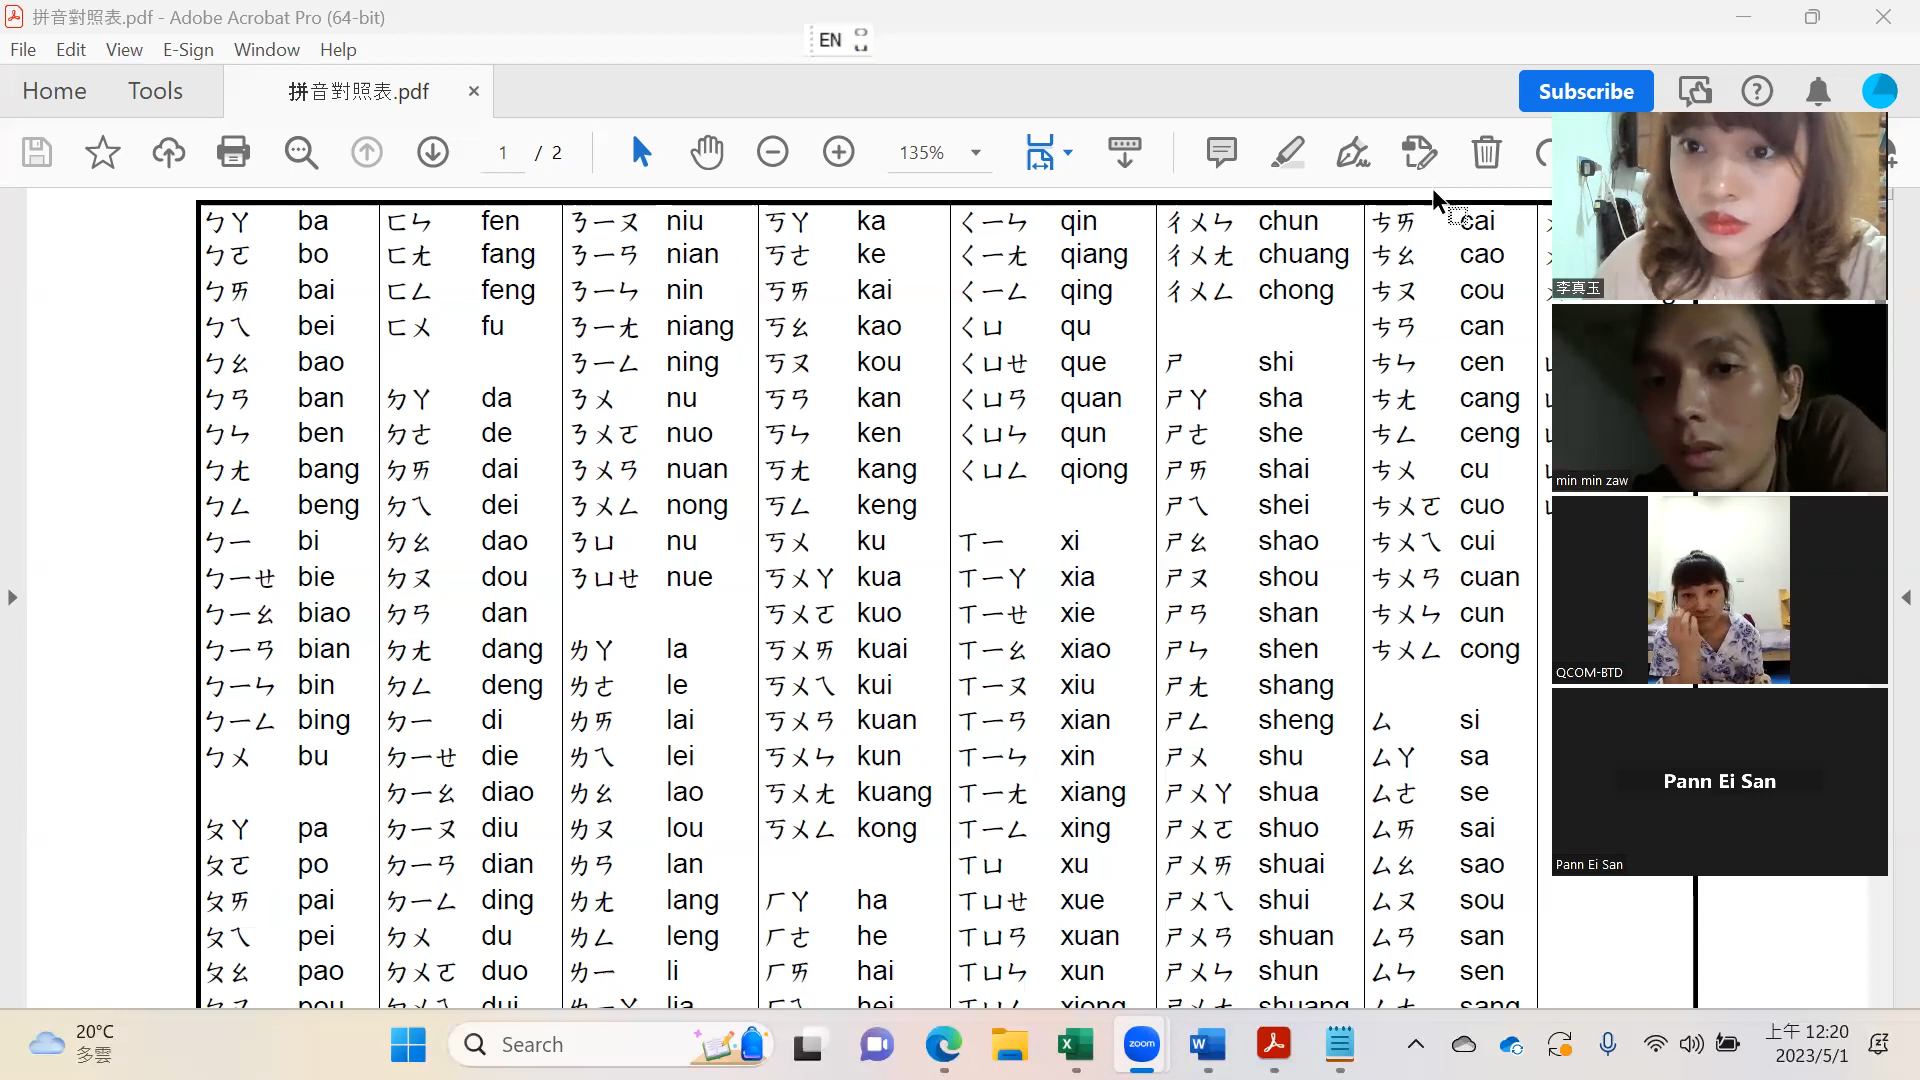 拼音對照表.pdf - Adobe Acrobat Pro (64-bit)
File Edit View E-Sign Window Help
EN
Home Tools 拼音對照表.pdf × Subscribe
1 / 2 135%
ㄅㄚ ba ㄈㄣ fen ㄋㄧㄡ niu ㄎㄚ ka ㄑㄧㄣ qin ㄔㄨㄣ chun ㄘㄞ cai
ㄅㄛ bo ㄈㄤ fang ㄋㄧㄢ nian ㄎㄜ ke ㄑㄧㄤ qiang ㄔㄨㄤ chuang ㄘㄠ cao
ㄅㄞ bai ㄈㄥ feng ㄋㄧㄣ nin ㄎㄞ kai ㄑㄧㄥ qing ㄔㄨㄥ chong ㄘㄡ cou
ㄅㄟ bei ㄈㄨ fu ㄋㄧㄤ niang ㄎㄠ kao ㄑㄩ qu ㄘㄢ can
ㄅㄠ bao ㄋㄧㄥ ning ㄎㄡ kou ㄑㄩㄝ que ㄕ shi ㄘㄣ cen
ㄅㄢ ban ㄉㄚ da ㄋㄨ nu ㄎㄢ kan ㄑㄩㄢ quan ㄕㄚ sha ㄘㄤ cang
ㄅㄣ ben ㄉㄜ de ㄋㄨㄛ nuo ㄎㄣ ken ㄑㄩㄣ qun ㄕㄜ she ㄘㄥ ceng
ㄅㄤ bang ㄉㄞ dai ㄋㄨㄢ nuan ㄎㄤ kang ㄑㄩㄥ qiong ㄕㄞ shai ㄘㄨ cu
ㄅㄥ beng ㄉㄟ dei ㄋㄨㄥ nong ㄎㄥ keng ㄕㄟ shei ㄘㄨㄛ cuo
ㄅㄧ bi ㄉㄠ dao ㄋㄩ nu ㄎㄨ ku ㄒㄧ xi ㄕㄠ shao ㄘㄨㄟ cui
ㄅㄧㄝ bie ㄉㄡ dou ㄋㄩㄝ nue ㄎㄨㄚ kua ㄒㄧㄚ xia ㄕㄡ shou ㄘㄨㄢ cuan
ㄅㄧㄠ biao ㄉㄢ dan ㄎㄨㄛ kuo ㄒㄧㄝ xie ㄕㄢ shan ㄘㄨㄣ cun
ㄅㄧㄢ bian ㄉㄤ dang ㄌㄚ la ㄎㄨㄞ kuai ㄒㄧㄠ xiao ㄕㄣ shen ㄘㄨㄥ cong
ㄅㄧㄣ bin ㄉㄥ deng ㄌㄜ le ㄎㄨㄟ kui ㄒㄧㄡ xiu ㄕㄤ shang
ㄅㄧㄥ bing ㄉㄧ di ㄌㄞ lai ㄎㄨㄢ kuan ㄒㄧㄢ xian ㄕㄥ sheng ㄙ si
ㄅㄨ bu ㄉㄧㄝ die ㄌㄟ lei ㄎㄨㄣ kun ㄒㄧㄣ xin ㄕㄨ shu ㄙㄚ sa
ㄉㄧㄠ diao ㄌㄠ lao ㄎㄨㄤ kuang ㄒㄧㄤ xiang ㄕㄨㄚ shua ㄙㄜ se
ㄆㄚ pa ㄉㄧㄡ diu ㄌㄡ lou ㄎㄨㄥ kong ㄒㄧㄥ xing ㄕㄨㄛ shuo ㄙㄞ sai
ㄆㄛ po ㄉㄧㄢ dian ㄌㄢ lan ㄒㄩ xu ㄕㄨㄞ shuai ㄙㄠ sao
ㄆㄞ pai ㄉㄧㄥ ding ㄌㄤ lang ㄏㄚ ha ㄒㄩㄝ xue ㄕㄨㄟ shui ㄙㄡ sou
ㄆㄟ pei ㄉㄨ du ㄌㄥ leng ㄏㄜ he ㄒㄩㄢ xuan ㄕㄨㄢ shuan ㄙㄢ san
ㄆㄠ pao ㄉㄨㄛ duo ㄌㄧ li ㄏㄞ hai ㄒㄩㄣ xun ㄕㄨㄣ shun ㄙㄣ sen
ㄆㄡ pou ㄉㄨㄟ dui ㄌㄧㄚ lia ㄏㄟ hei ㄒㄩㄥ xiong ㄕㄨㄤ shuang ㄙㄤ sang
李真玉
min min zaw
QCOM-BTD
Pann Ei San
Pann Ei San
20°C
多雲
Search
zoom
上午 12:20
2023/5/1